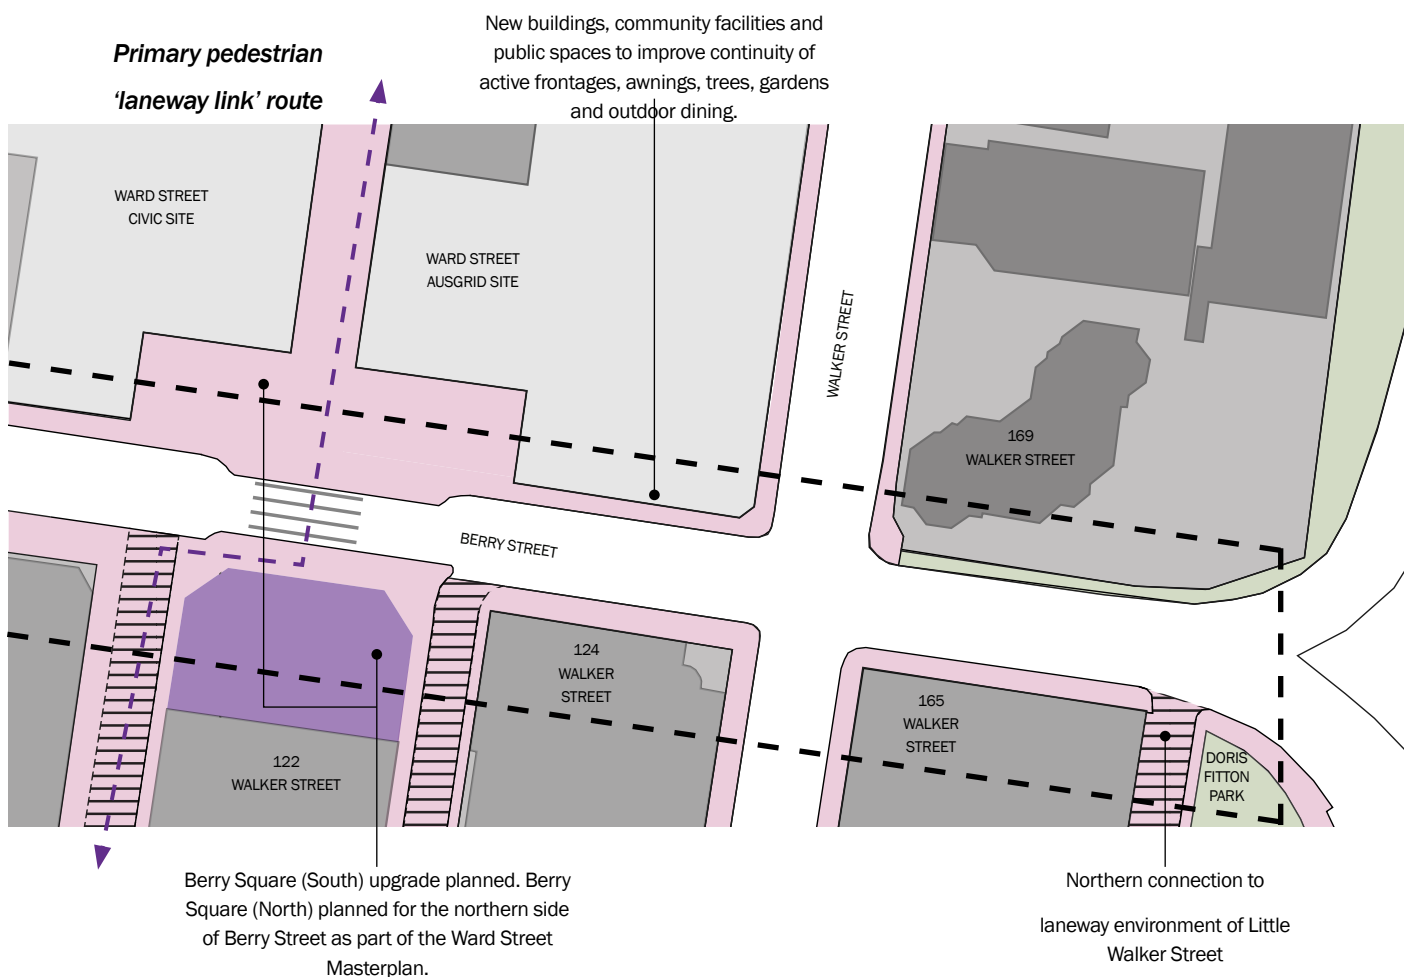 Primary pedestrian
‘laneway link’ route
New buildings, community facilities and
public spaces to improve continuity of
active frontages, awnings, trees, gardens
and outdoor dining.
WARD STREET
CIVIC SITE
WARD STREET
AUSGRID SITE
WALKER STREET
169
WALKER STREET
BERRY STREET
124
WALKER
STREET
165
WALKER
STREET
122
WALKER STREET
DORIS
FITTON
PARK
Berry Square (South) upgrade planned. Berry
Square (North) planned for the northern side
of Berry Street as part of the Ward Street
Masterplan.
Northern connection to
laneway environment of Little
Walker Street